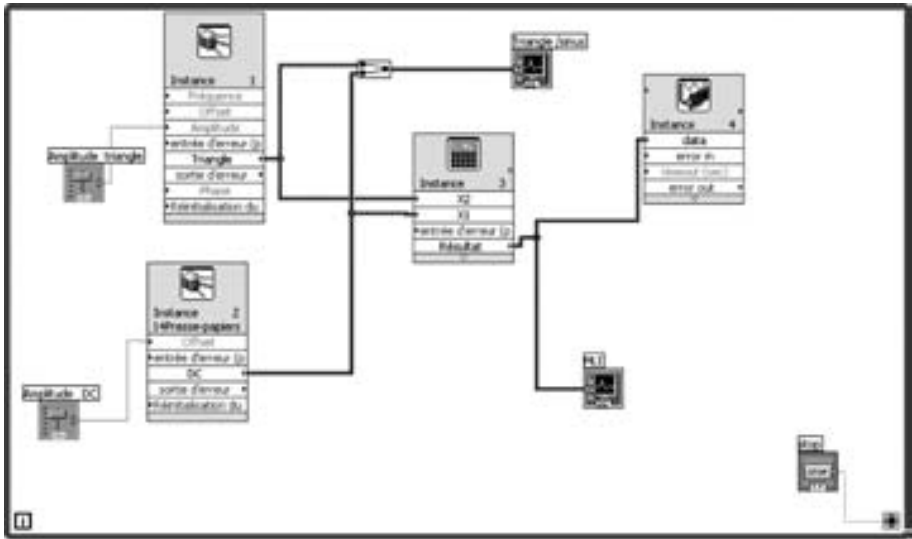 Instance 1
Fréquence
Offset
Amplitude
entrée d'erreur (p
Triangle
sortie d'erreur
Phase
Réinitialisation du
Amplitude triangle
Triangle /sinus
Instance 4
data
error in
timeout (sec)
error out
Instance 3
X2
X1
entrée d'erreur (p
Résultat
Instance 2
14Presse-papiers
Offset
entrée d'erreur (p
DC
sortie d'erreur
Réinitialisation du
Amplitude DC
MLI
stop
i